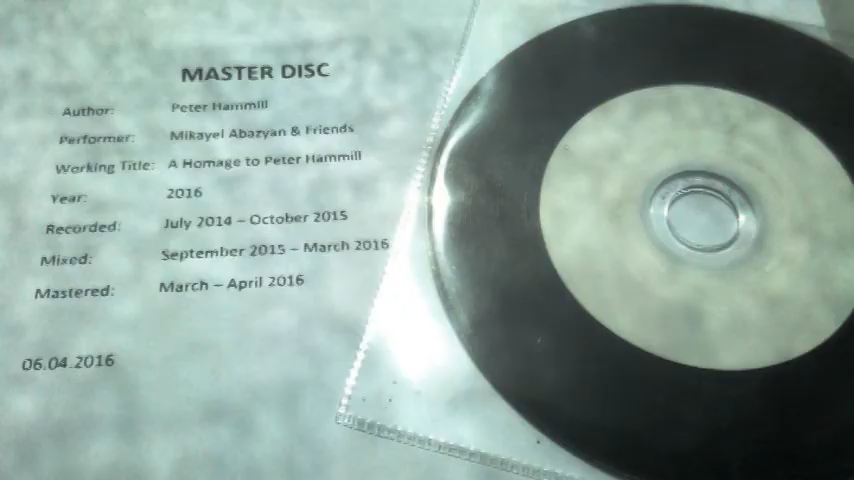 MASTER DISC
Author: Peter Hammill
Performer: Mikayel Abazyan & Friends
Working Title: A Homage to Peter Hammill
Year: 2016
Recorded: July 2014 – October 2015
Mixed: September 2015 – March 2016
Mastered: March – April 2016
06.04.2016